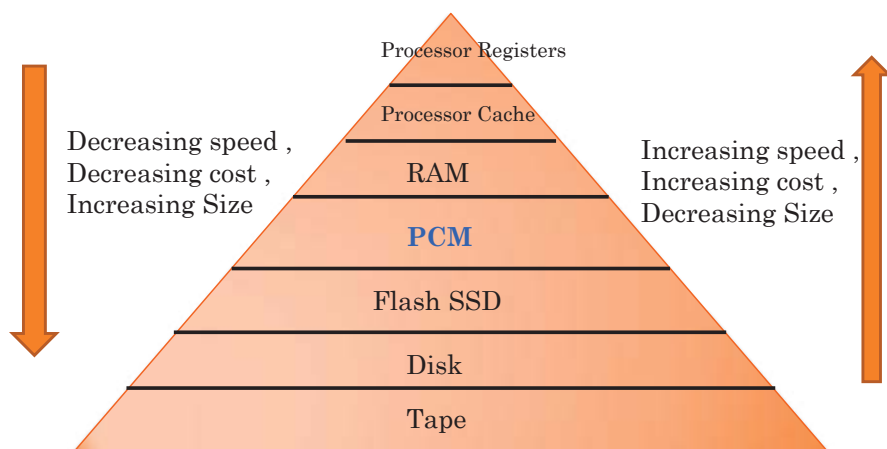 Processor Registers
Processor Cache
RAM
PCM
Flash SSD
Disk
Tape
Decreasing speed ,
Decreasing cost ,
Increasing Size
Increasing speed ,
Increasing cost ,
Decreasing Size